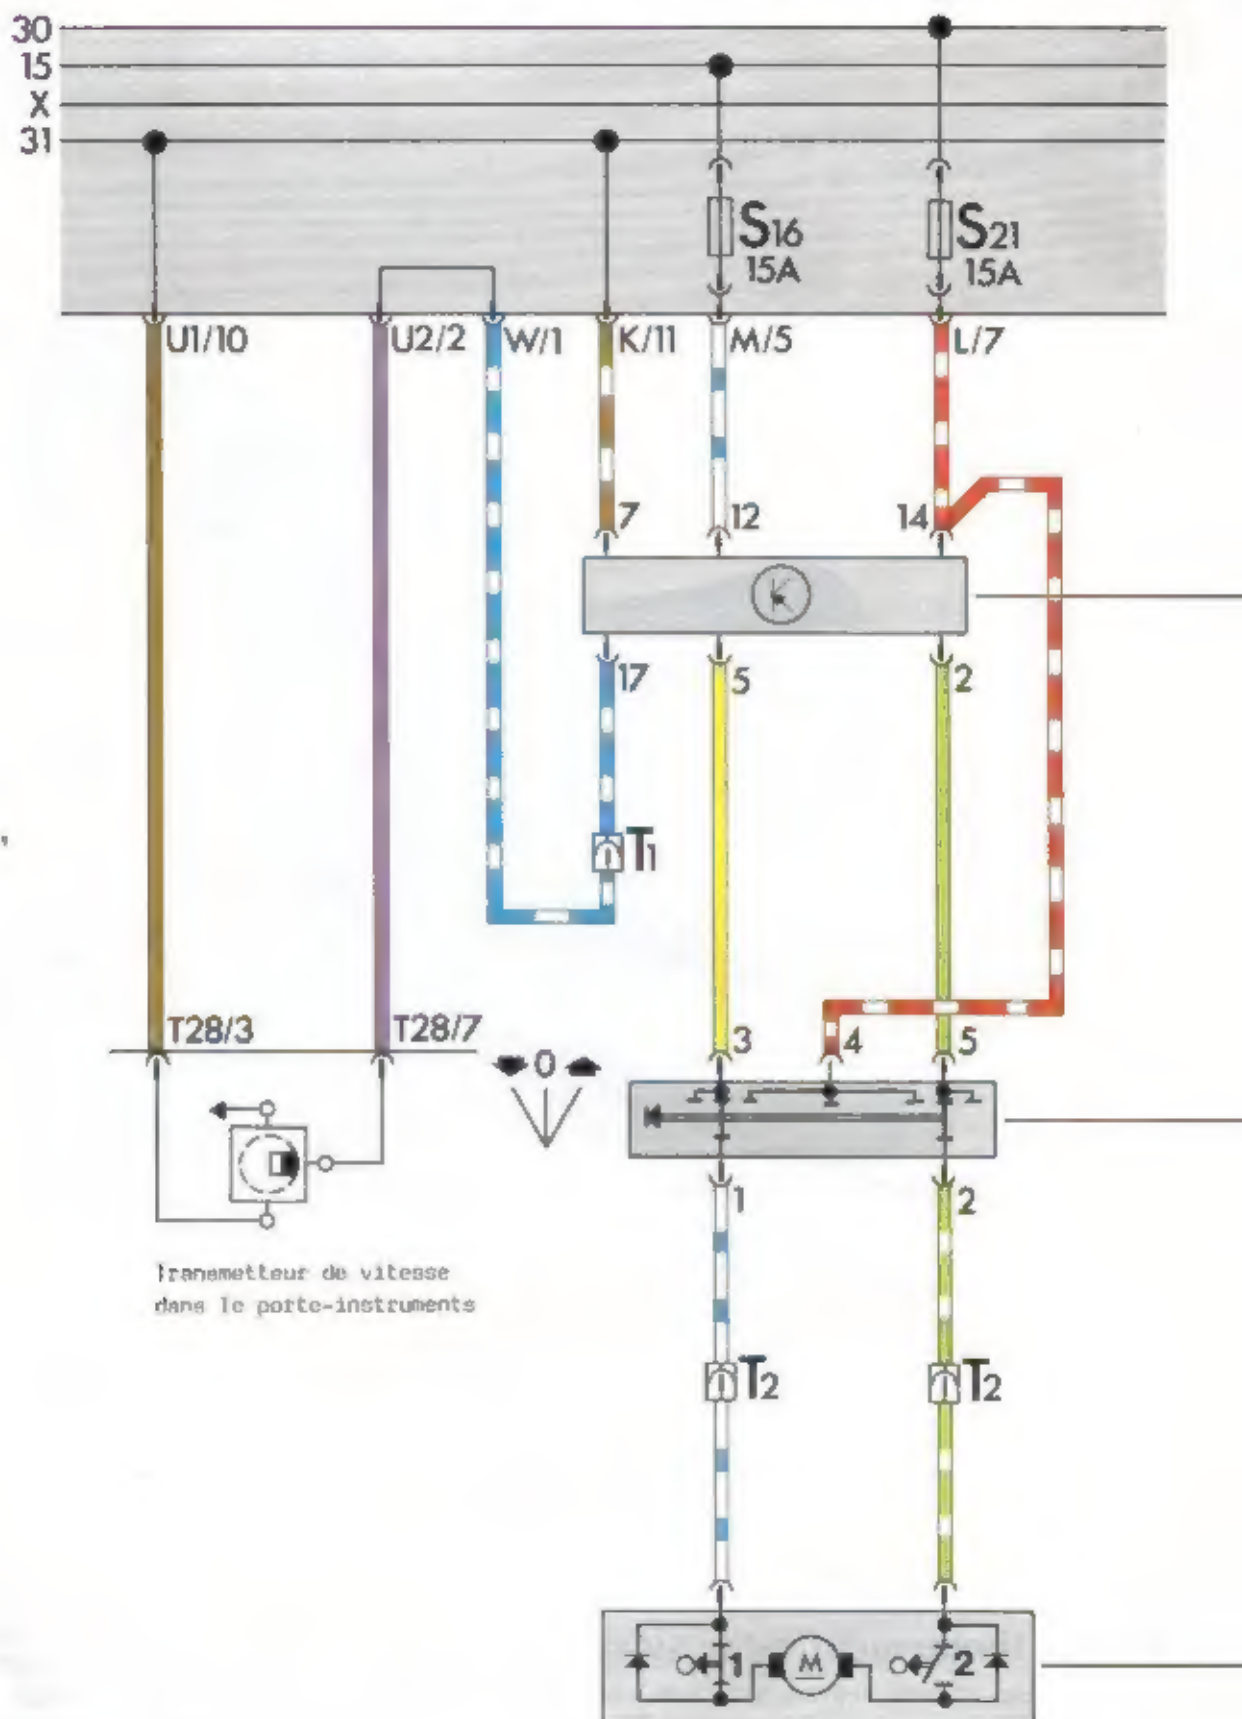 30
15
X
31
S16
15A
S21
15A
U1/10
U2/2
W/1
K/11
M/5
L/7
7
12
14
K
17
5
2
T1
T28/3
T28/7
0
3
4
5
1
2
Transmetteur de vitesse
dans le porte-instruments
T2
T2
1
M
2